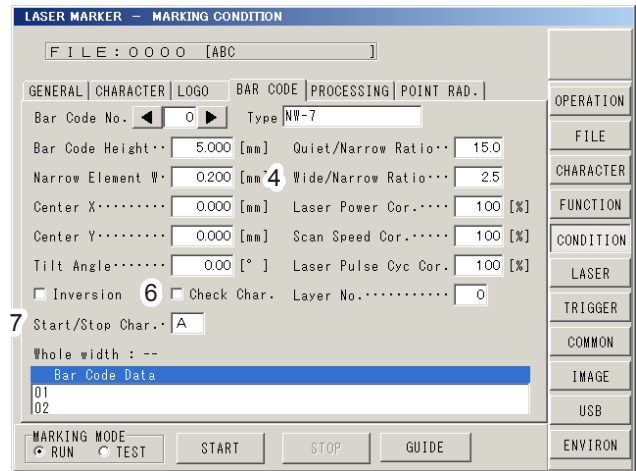 LASER MARKER － MARKING CONDITION
FILE:0000 [ABC ]
GENERAL CHARACTER LOGO BAR CODE PROCESSING POINT RAD.
Bar Code No. ◀ 0 ▶ Type NW-7
Bar Code Height·· 5.000 [mm] Quiet/Narrow Ratio·· 15.0
Narrow Element W· 0.200 [mm] 4 Wide/Narrow Ratio··· 2.5
Center X········· 0.000 [mm] Laser Power Cor.····· 100 [%]
Center Y········· 0.000 [mm] Scan Speed Cor.······ 100 [%]
Tilt Angle······· 0.00 [° ] Laser Pulse Cyc Cor. 100 [%]
Inversion 6 Check Char. Layer No.··········· 0
7 Start/Stop Char.· A
Whole width : --
Bar Code Data
01
02
MARKING MODE
RUN TEST START STOP GUIDE
OPERATION
FILE
CHARACTER
FUNCTION
CONDITION
LASER
TRIGGER
COMMON
IMAGE
USB
ENVIRON